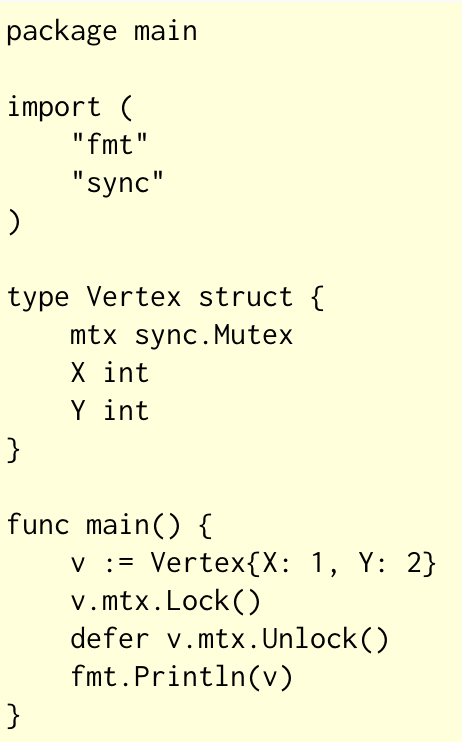 package main

import (
    "fmt"
    "sync"
)

type Vertex struct {
    mtx sync.Mutex
    X int
    Y int
}

func main() {
    v := Vertex{X: 1, Y: 2}
    v.mtx.Lock()
    defer v.mtx.Unlock()
    fmt.Println(v)
}